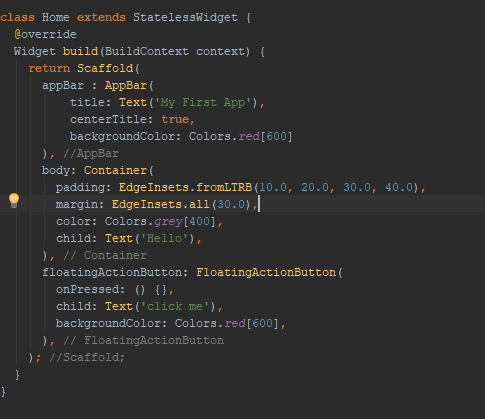 class Home extends StatelessWidget {
  @override
  Widget build(BuildContext context) {
    return Scaffold(
      appBar : AppBar(
          title: Text('My First App'),
          centerTitle: true,
          backgroundColor: Colors.red[600]
      ), //AppBar
      body: Container(
        padding: EdgeInsets.fromLTRB(10.0, 20.0, 30.0, 40.0),
        margin: EdgeInsets.all(30.0),
        color: Colors.grey[400],
        child: Text('Hello'),
      ), // Container
      floatingActionButton: FloatingActionButton(
        onPressed: () {},
        child: Text('click me'),
        backgroundColor: Colors.red[600],
      ), // FloatingActionButton
    ); //Scaffold;
  }
}